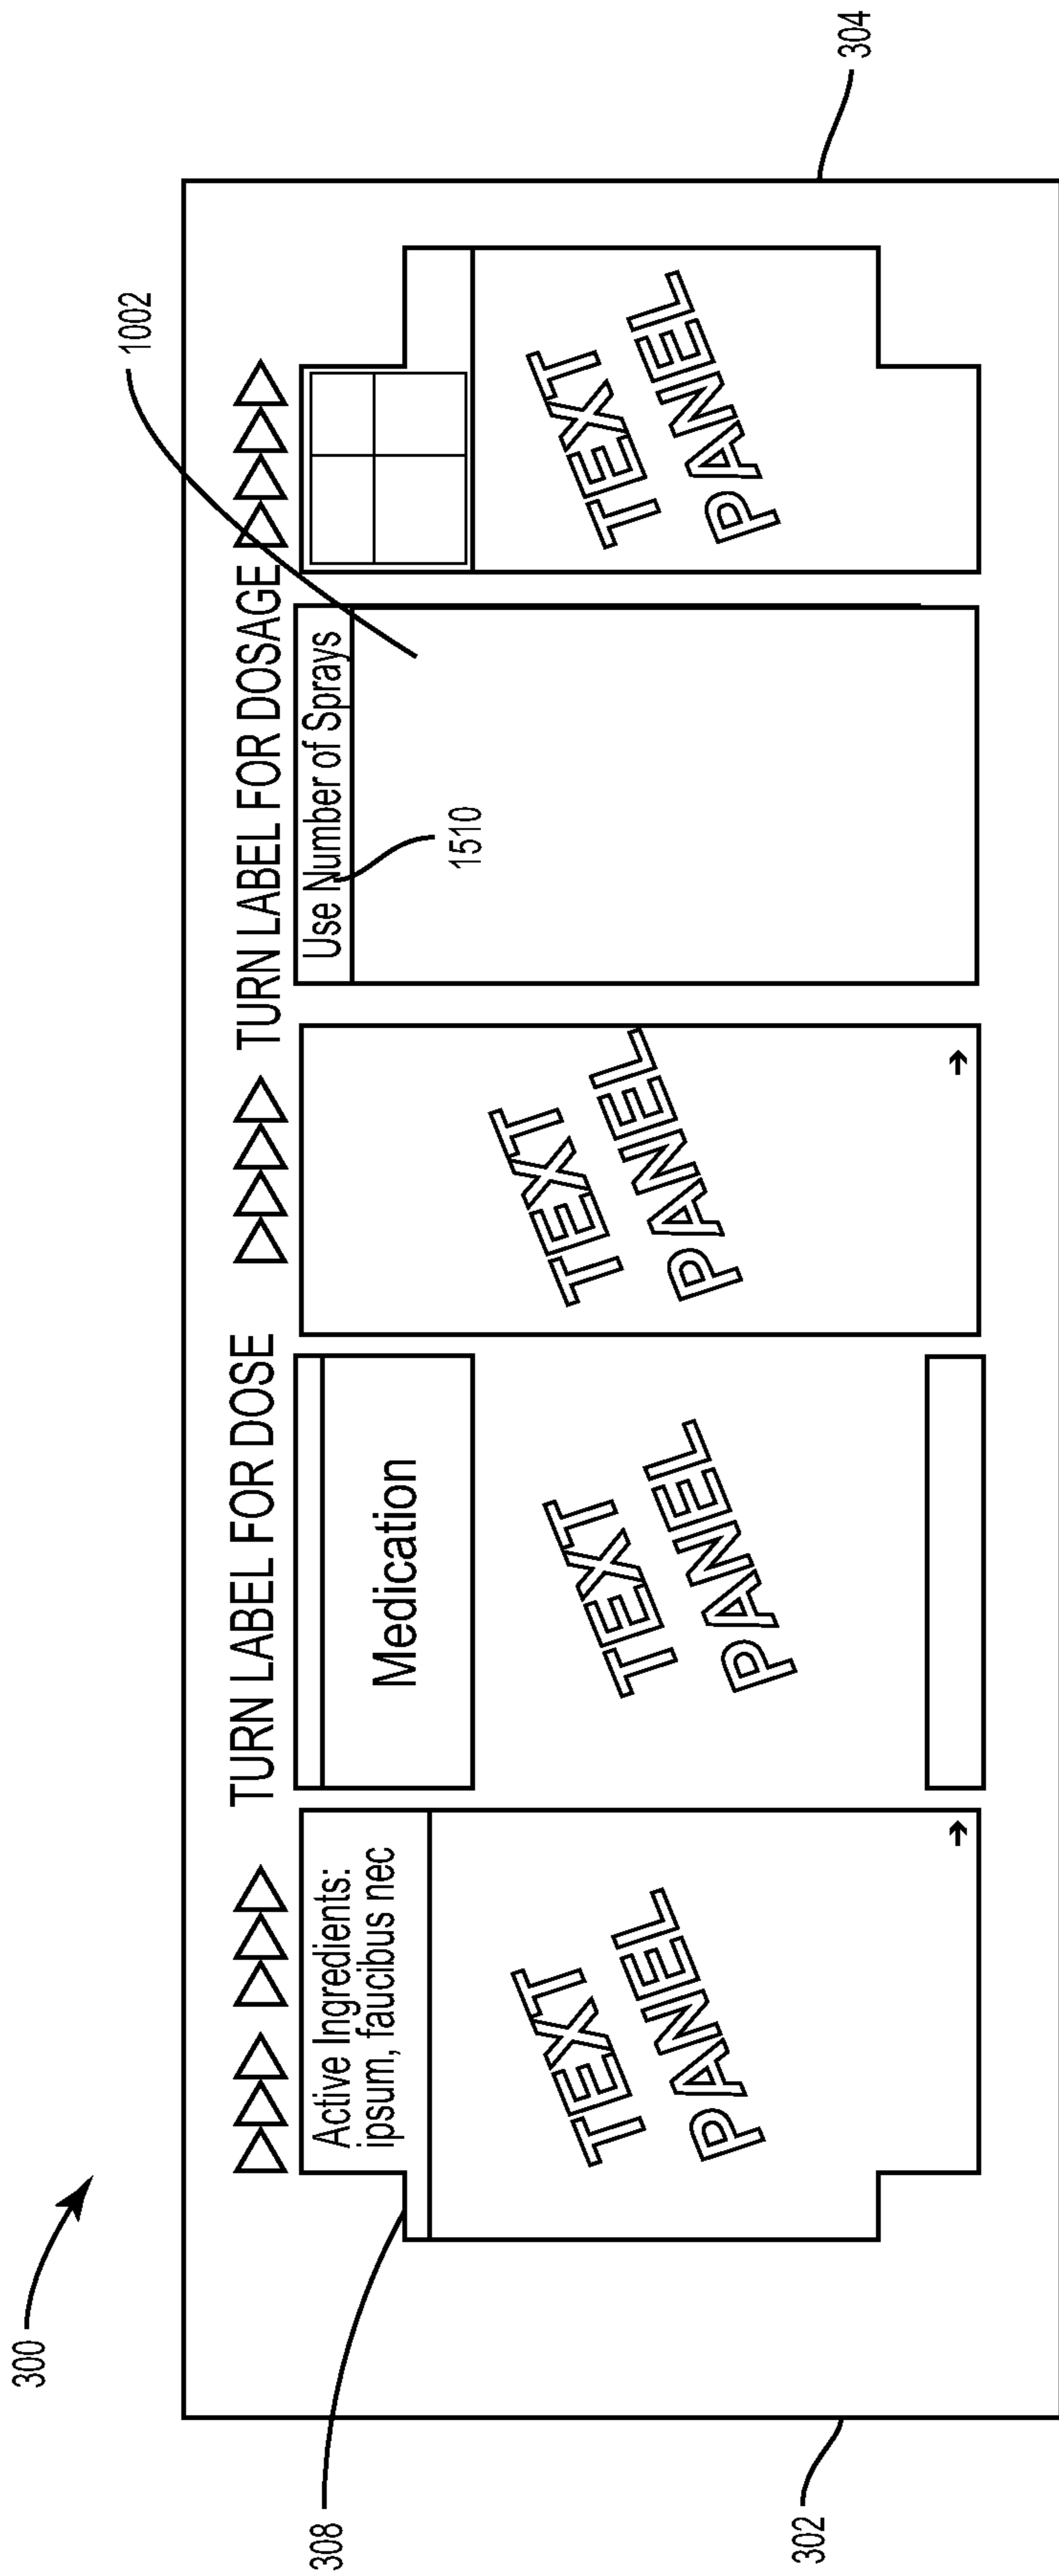 300
1002
304
308
302
TURN LABEL FOR DOSE
TURN LABEL FOR DOSAGE
Active Ingredients:
ipsum, faucibus nec
TEXT
PANEL
Medication
TEXT
PANEL
TEXT
PANEL
Use Number of Sprays
1510
TEXT
PANEL